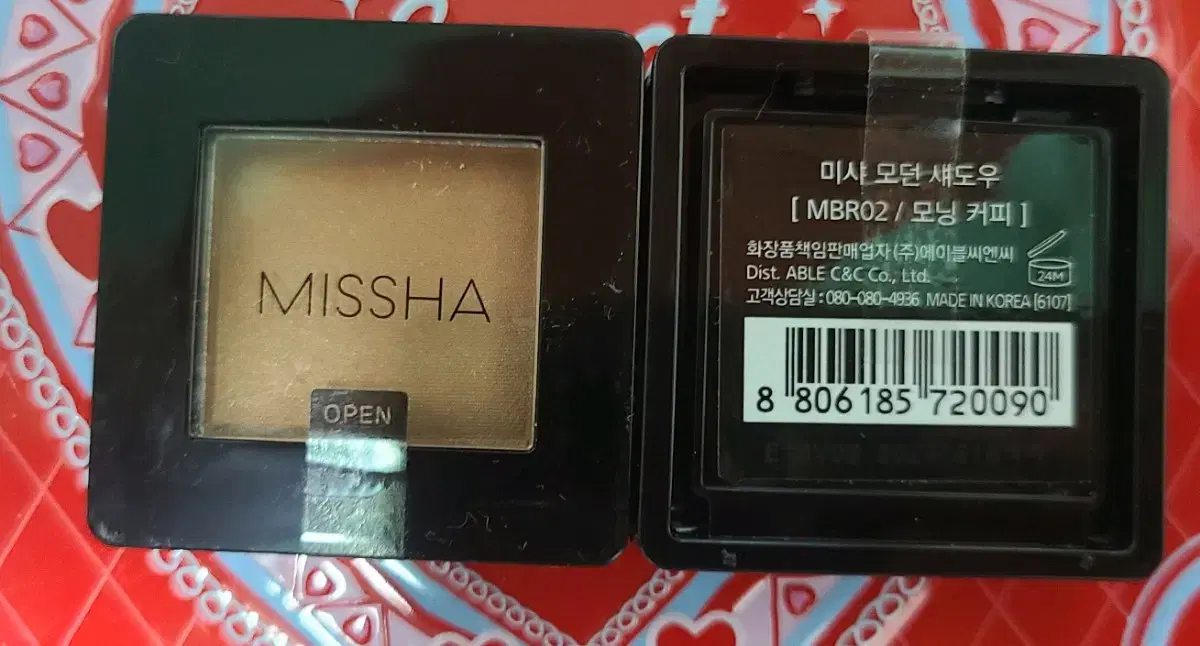 MISSHA
OPEN
미샤 모던 섀도우
[ MBR02 / 모닝 커피 ]
화장품책임판매업자 (주)에이블씨엔씨
Dist. ABLE C&C Co., Ltd.
24M
고객상담실 : 080-080-4936 MADE IN KOREA [6107]
8 806185 720090